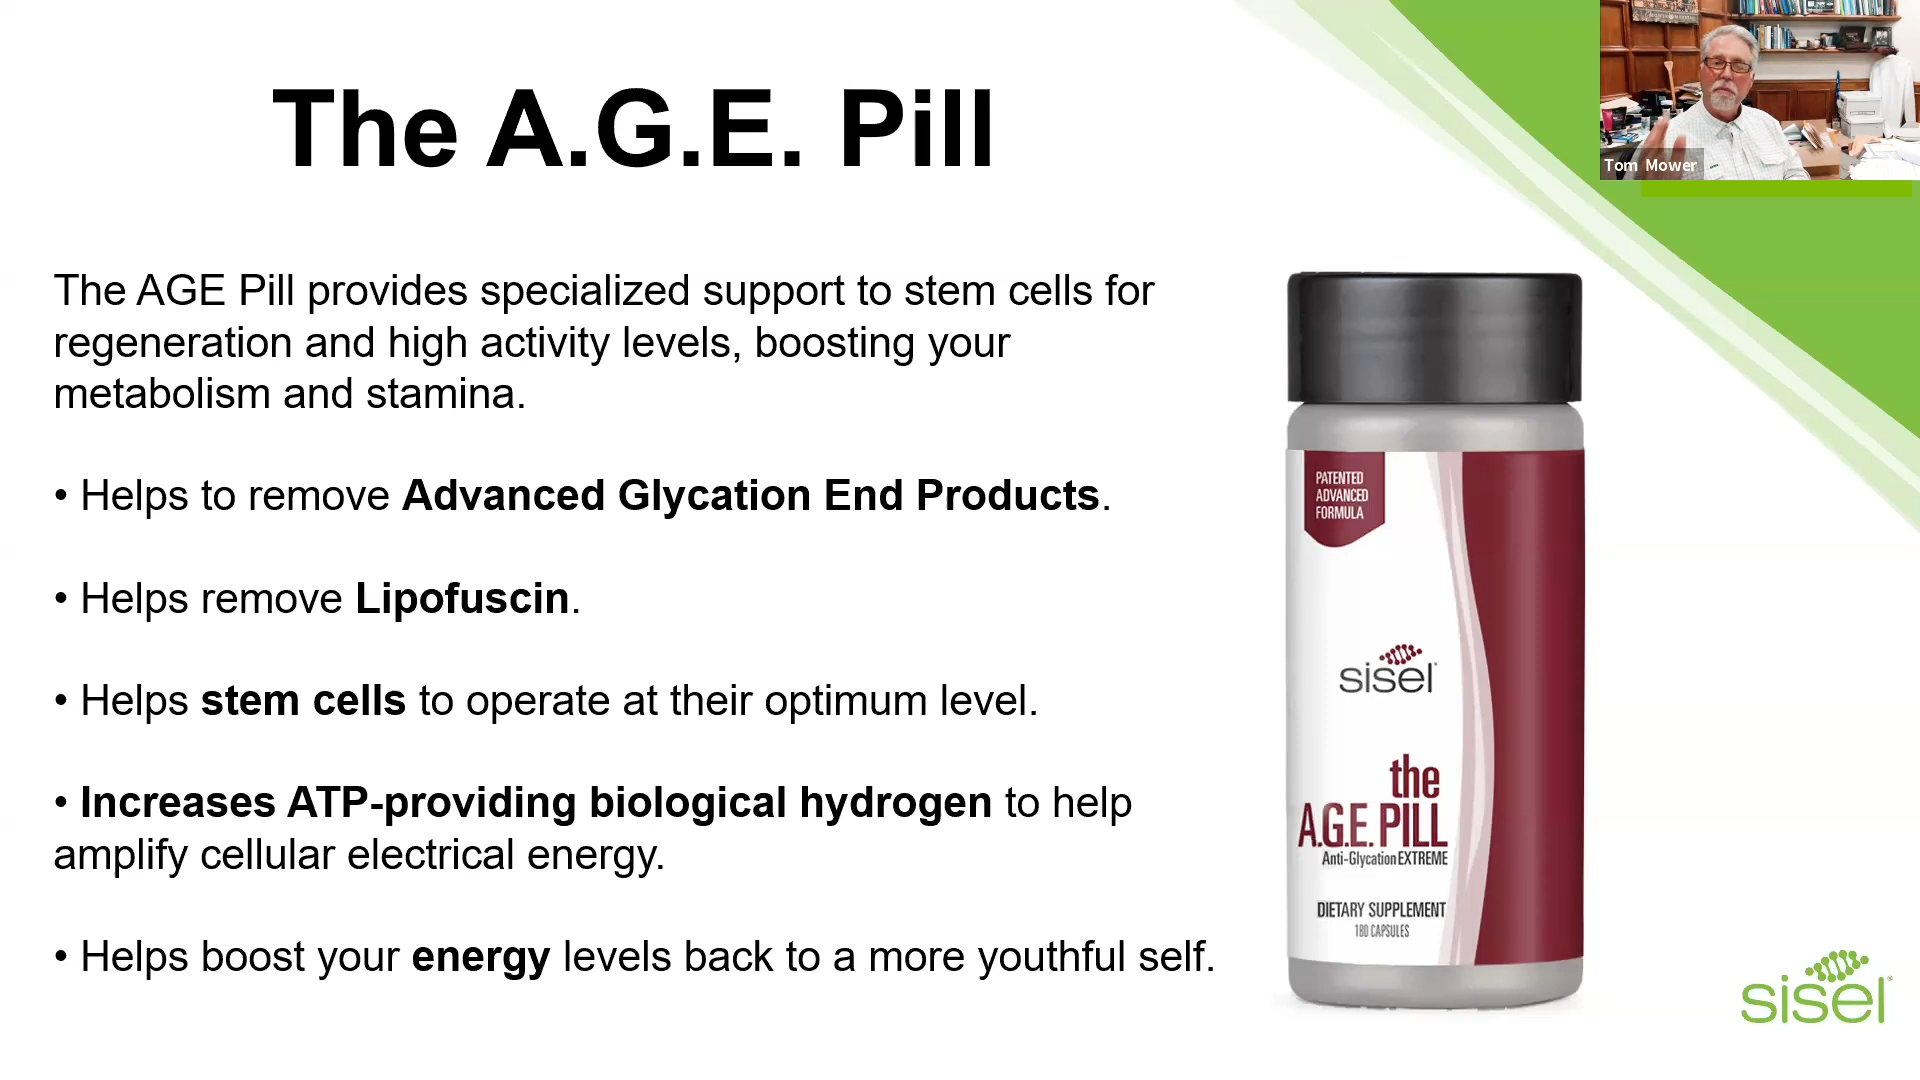 The A.G.E. Pill
Tom Mower
The AGE Pill provides specialized support to stem cells for
regeneration and high activity levels, boosting your
metabolism and stamina.
• Helps to remove Advanced Glycation End Products.
• Helps remove Lipofuscin.
• Helps stem cells to operate at their optimum level.
• Increases ATP-providing biological hydrogen to help
amplify cellular electrical energy.
• Helps boost your energy levels back to a more youthful self.
PATENTED
ADVANCED
FORMULA
sisel
the
A.G.E. PILL
Anti-Glycation EXTREME
DIETARY SUPPLEMENT
180 CAPSULES
sisel